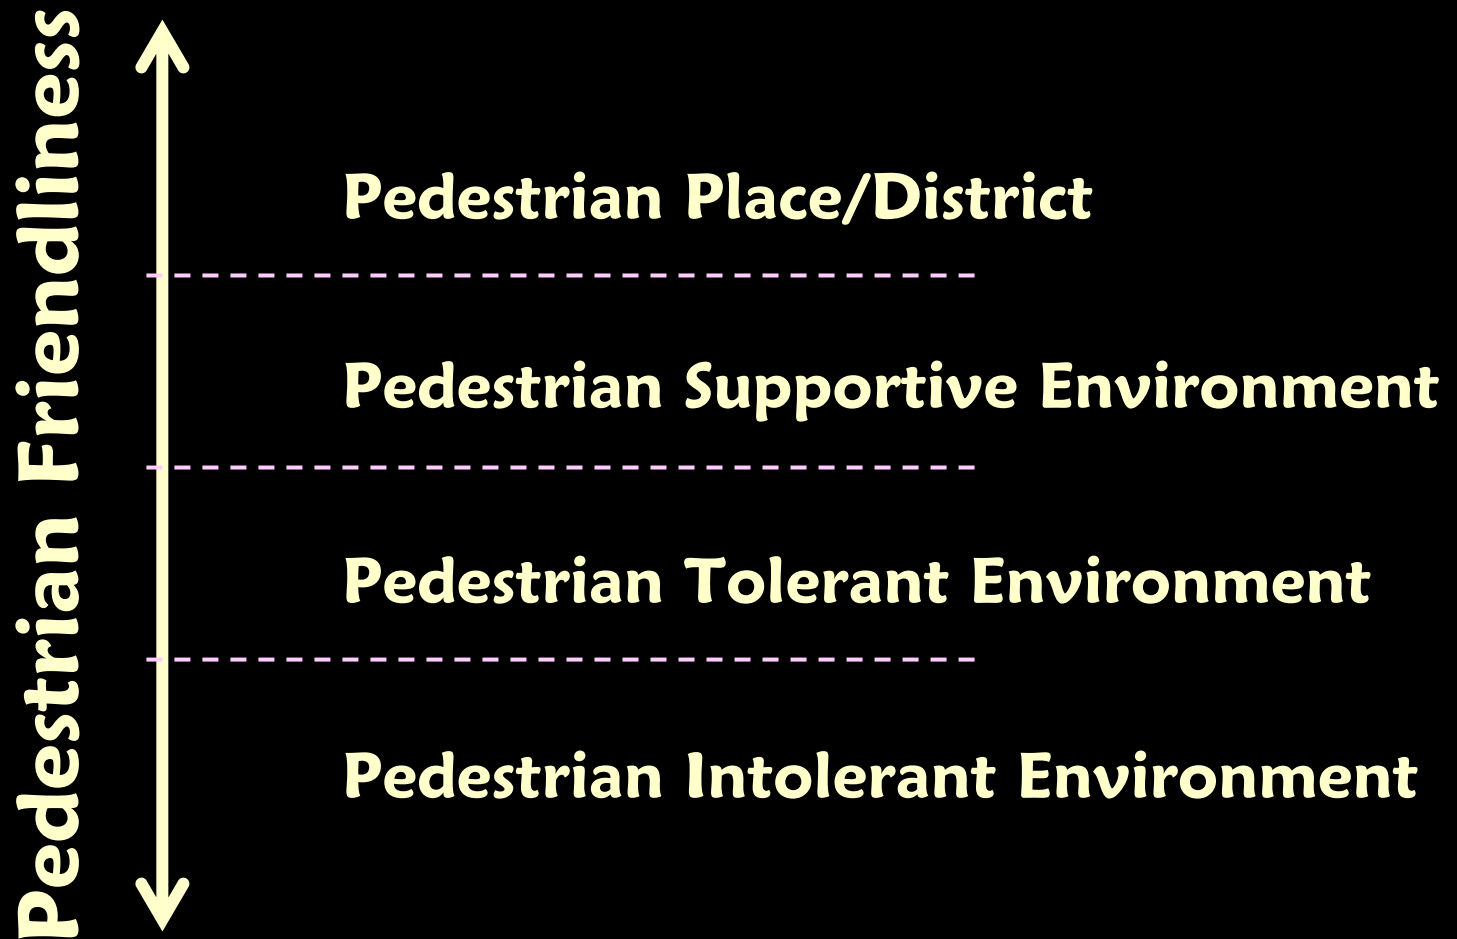 Pedestrian Friendliness
Pedestrian Place/District
Pedestrian Supportive Environment
Pedestrian Tolerant Environment
Pedestrian Intolerant Environment